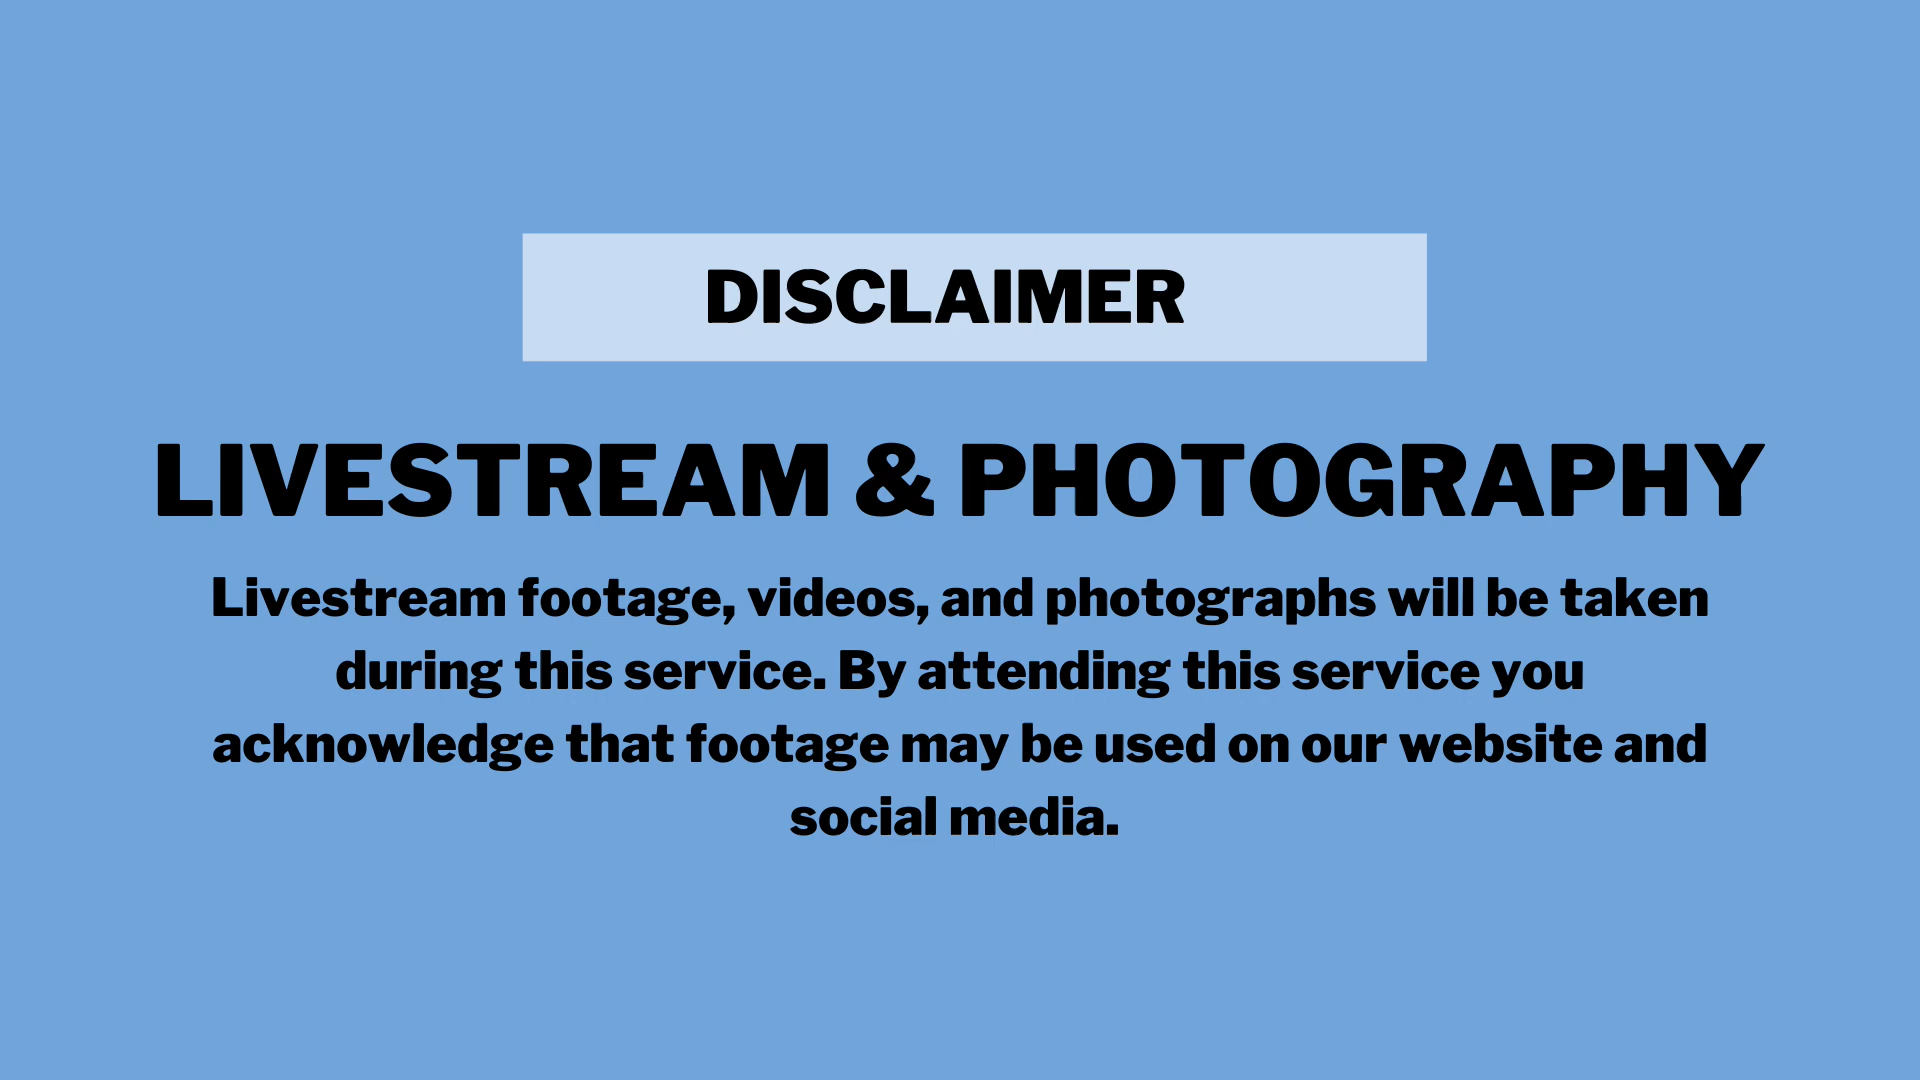 DISCLAIMER
LIVESTREAM & PHOTOGRAPHY
Livestream footage, videos, and photographs will be taken
during this service. By attending this service you
acknowledge that footage may be used on our website and
social media.